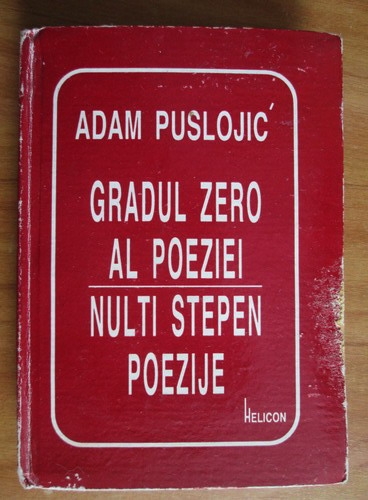 ADAM PUSLOJIĆ
GRADUL ZERO
AL POEZIEI
NULTI STEPEN
POEZIJE
HELICON